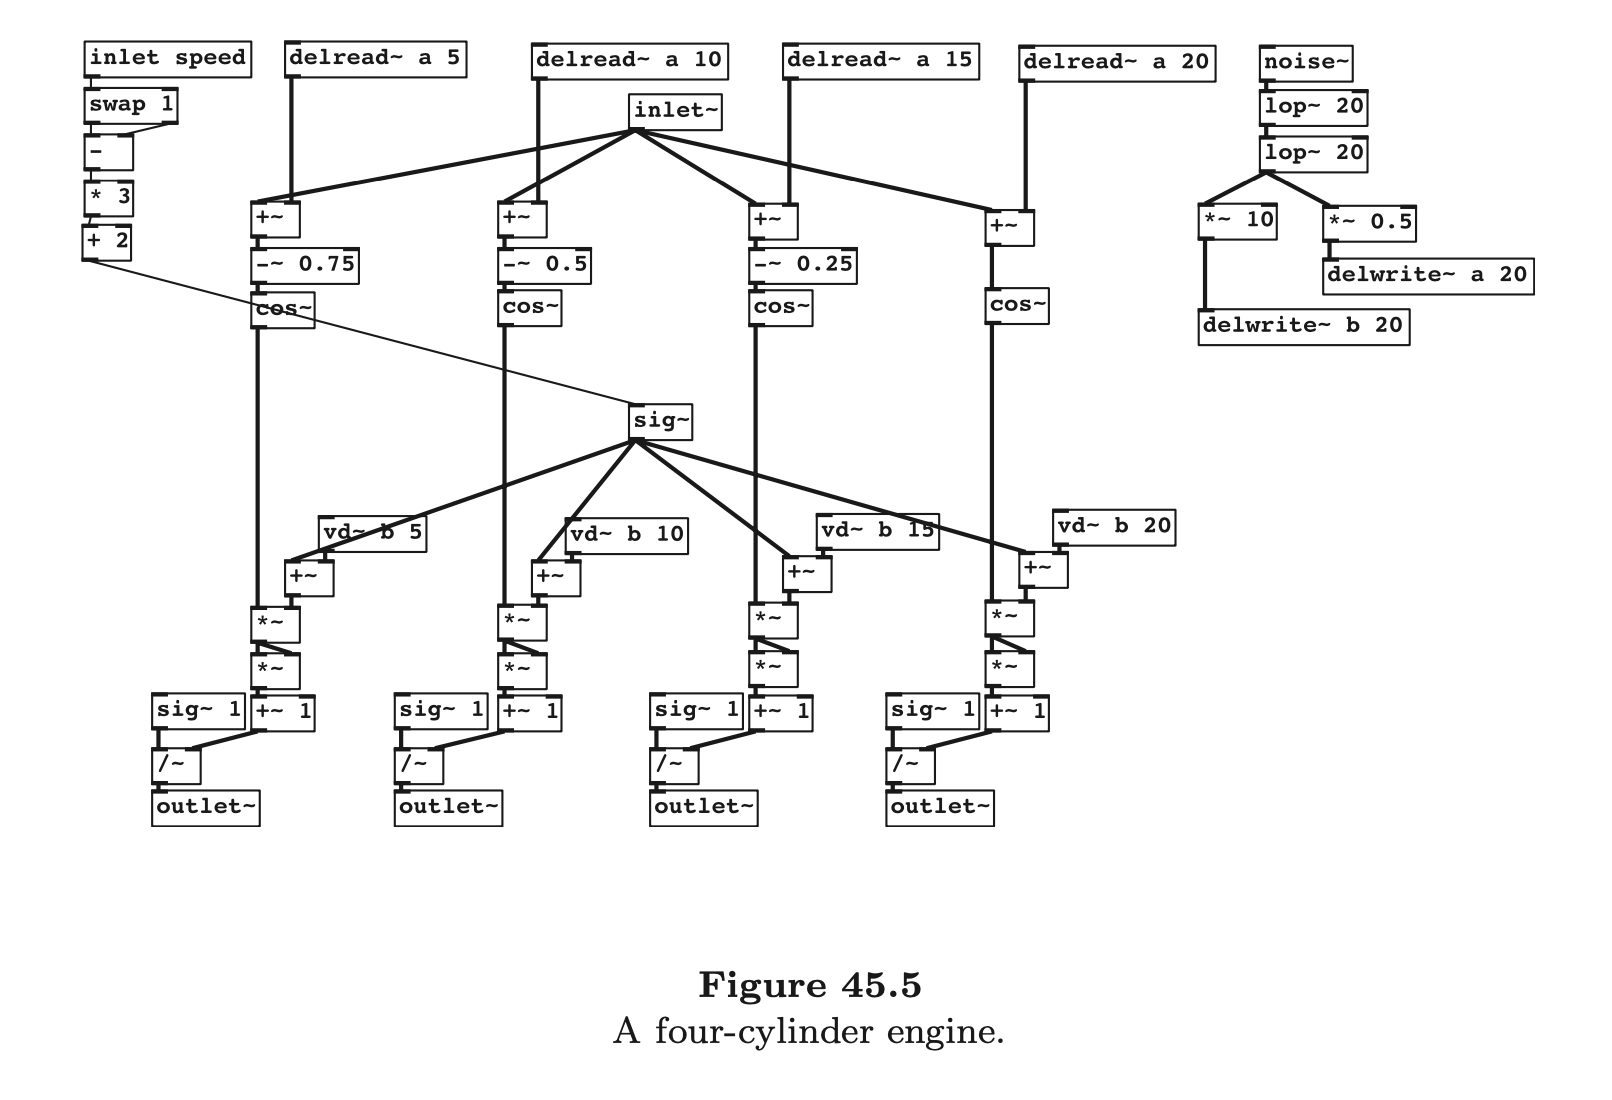 inlet speed
delread~ a 5
delread~ a 10
delread~ a 15
delread~ a 20
noise~
swap 1
inlet~
lop~ 20
-
lop~ 20
* 3
+ 2
+~
+~
+~
+~
*~ 10
*~ 0.5
-~ 0.75
-~ 0.5
-~ 0.25
delwrite~ a 20
cos~
cos~
cos~
cos~
delwrite~ b 20
sig~
vd~ b 5
vd~ b 10
vd~ b 15
vd~ b 20
+~
+~
+~
+~
*~
*~
*~
*~
*~
*~
*~
*~
sig~ 1
+~ 1
sig~ 1
+~ 1
sig~ 1
+~ 1
sig~ 1
+~ 1
/~
/~
/~
/~
outlet~
outlet~
outlet~
outlet~
Figure 45.5
A four-cylinder engine.